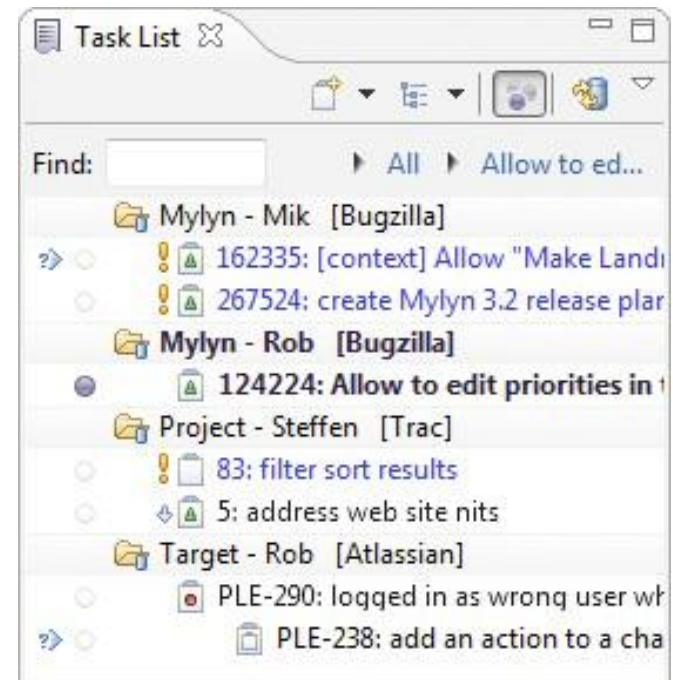 Task List
Find: All Allow to ed...
Mylyn - Mik [Bugzilla]
162335: [context] Allow "Make Landı
267524: create Mylyn 3.2 release plar
Mylyn - Rob [Bugzilla]
124224: Allow to edit priorities in
Project - Steffen [Trac]
83: filter sort results
5: address web site nits
Target - Rob [Atlassian]
PLE-290: logged in as wrong user wh
PLE-238: add an action to a cha